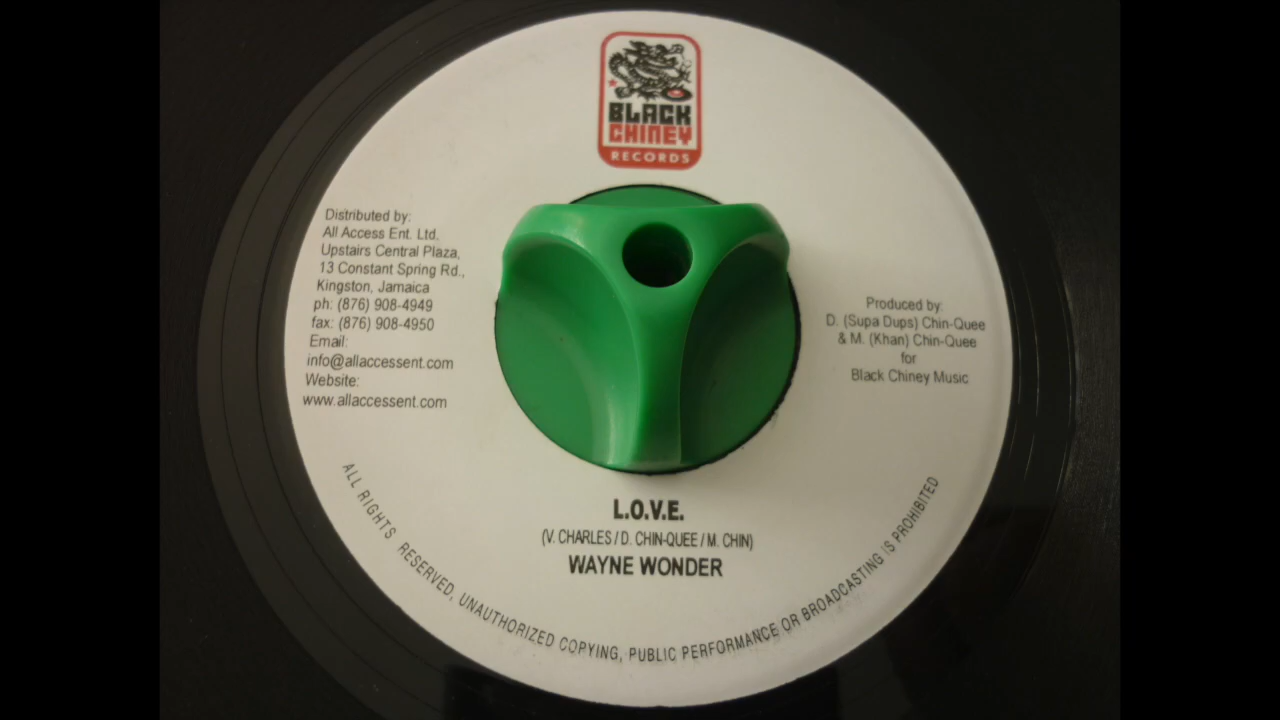 BLACK
CHINEY
RECORDS
Distributed by:
All Access Ent. Ltd.
Upstairs Central Plaza,
13 Constant Spring Rd.,
Kingston, Jamaica
ph: (876) 908-4949
fax: (876) 908-4950
Email:
info@allaccessent.com
Website:
www.allaccessent.com
Produced by:
D. (Supa Dups) Chin-Quee
& M. (Khan) Chin-Quee
for
Black Chiney Music
L.O.V.E.
(V. CHARLES / D. CHIN-QUEE / M. CHIN)
WAYNE WONDER
ALL RIGHTS RESERVED, UNAUTHORIZED COPYING, PUBLIC PERFORMANCE OR BROADCASTING IS PROHIBITED